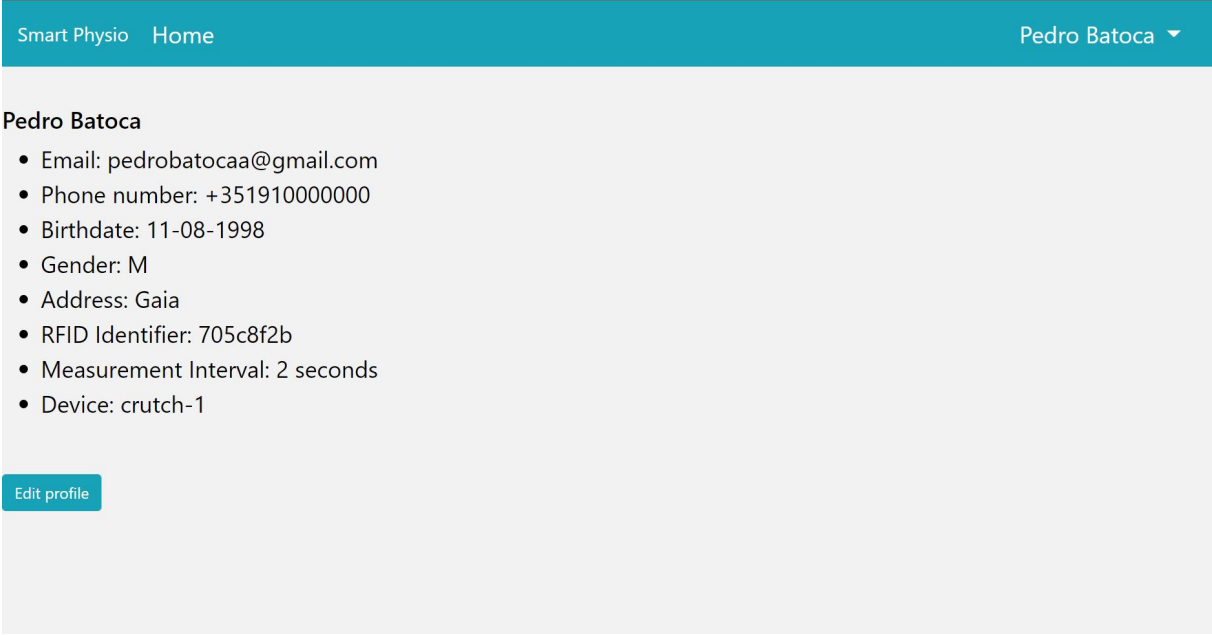 Smart Physio Home Pedro Batoca
Pedro Batoca
Email: pedrobatocaa@gmail.com
Phone number: +351910000000
Birthdate: 11-08-1998
Gender: M
Address: Gaia
RFID Identifier: 705c8f2b
Measurement Interval: 2 seconds
Device: crutch-1
Edit profile